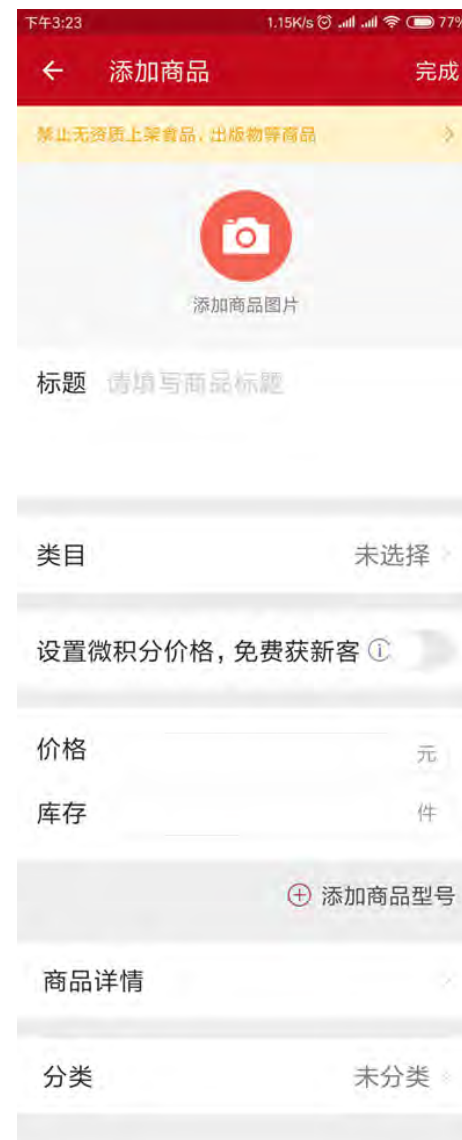 下午3:23 1.15K/s 77%
添加商品 完成
禁止无资质上架食品,出版物等商品
添加商品图片
标题 请填写商品标题
类目 未选择
设置微积分价格,免费获新客
价格 元
库存 件
添加商品型号
商品详情
分类 未分类